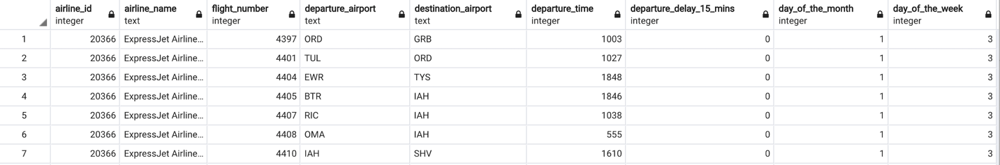 airline_id airline_name flight_number departure_airport destination_airport departure_time departure_delay_15_mins day_of_the_month day_of_the_week
integer text integer text text integer integer integer integer
1 20366 ExpressJet Airline... 4397 ORD GRB 1003 0 1 3
2 20366 ExpressJet Airline... 4401 TUL ORD 1027 0 1 3
3 20366 ExpressJet Airline... 4404 EWR TYS 1848 0 1 3
4 20366 ExpressJet Airline... 4405 BTR IAH 1846 0 1 3
5 20366 ExpressJet Airline... 4407 RIC IAH 1038 0 1 3
6 20366 ExpressJet Airline... 4408 OMA IAH 555 0 1 3
7 20366 ExpressJet Airline... 4410 IAH SHV 1610 0 1 3